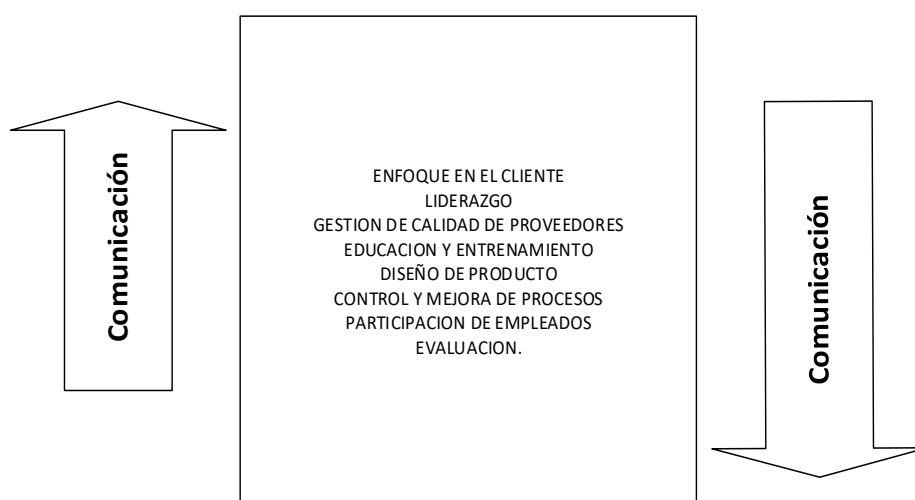 Comunicación
ENFOQUE EN EL CLIENTE
LIDERAZGO
GESTION DE CALIDAD DE PROVEEDORES
EDUCACION Y ENTRENAMIENTO
DISEÑO DE PRODUCTO
CONTROL Y MEJORA DE PROCESOS
PARTICIPACION DE EMPLEADOS
EVALUACION.
Comunicación